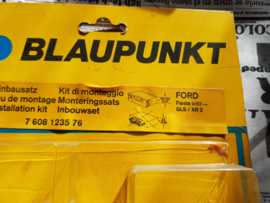 BLAUPUNKT
inbausatz Kit di montaggio
u de montage Monteringssats
stallation kit Inbouwset
7 608 1235 76
FORD
Fiesta
GLS / XR 2